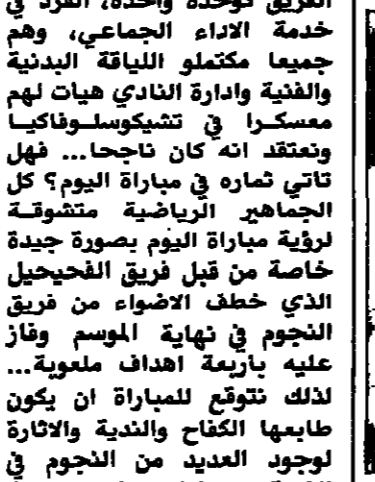 الفريق كوحدة واحدة، الفرد في
خدمة الاداء الجماعي، وهم
جميعا مكتملو اللياقة البدنية
والفنية وادارة النادي هيات لهم
معسكرا في تشيكوسلوفاكيا
ونعتقد انه كان ناجحا... فهل
تاتي ثماره في مباراة اليوم؟ كل
الجماهير الرياضية متشوقة
لرؤية مباراة اليوم بصورة جيدة
خاصة من قبل فريق الفحيحيل
الذي خطف الاضواء من فريق
النجوم في نهاية الموسم وفاز
عليه باربعة اهداف ملعوبة...
لذلك نتوقع للمباراة ان يكون
طابعها الكفاح والندية والاثارة
لوجود العديد من النجوم في